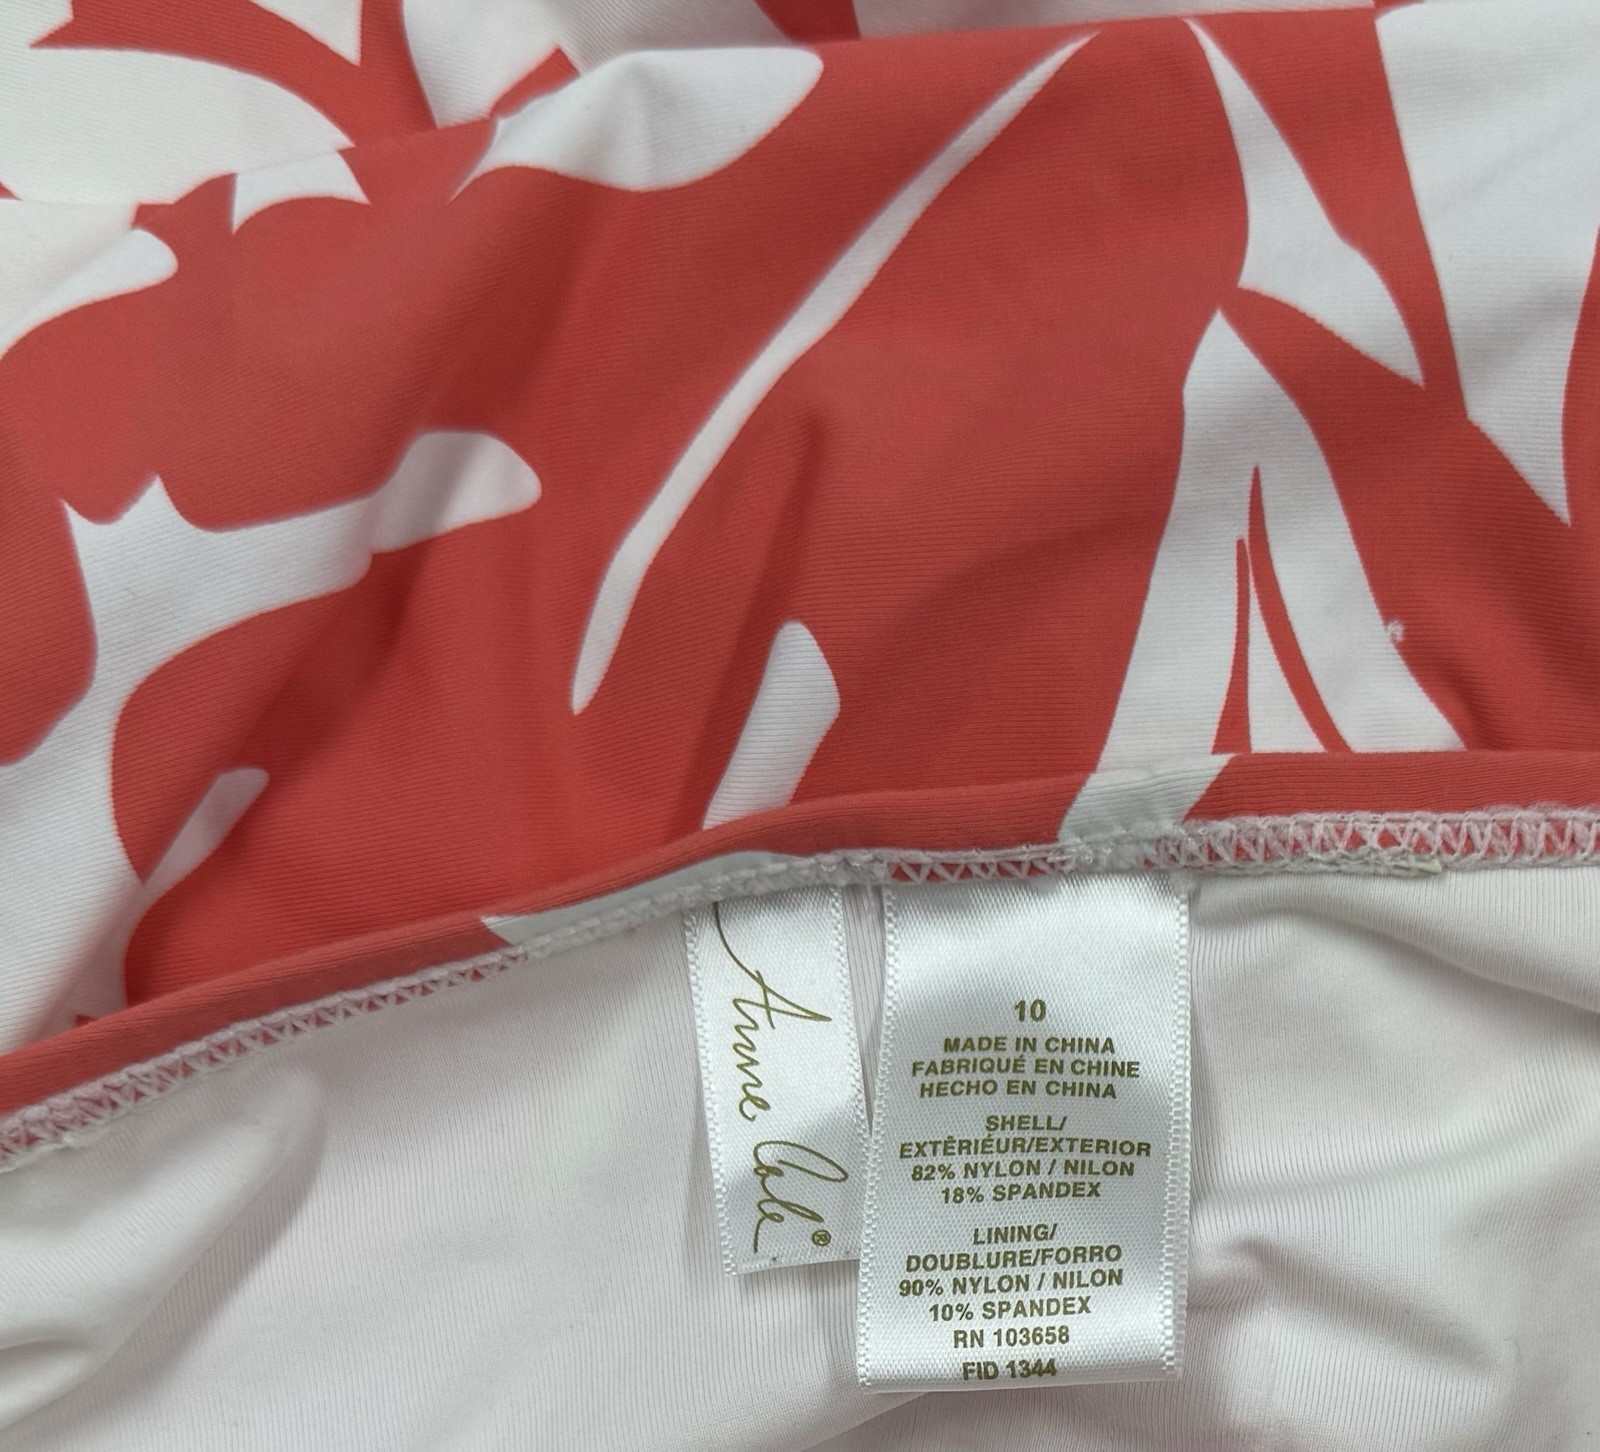 Anne Cole®
10
MADE IN CHINA
FABRIQUÉ EN CHINE
HECHO EN CHINA
SHELL/
EXTÊRIÉUR/EXTERIOR
82% NYLON / NILON
18% SPANDEX
LINING/
DOUBLURE/FORRO
90% NYLON / NILON
10% SPANDEX
RN 103658
FID 1344